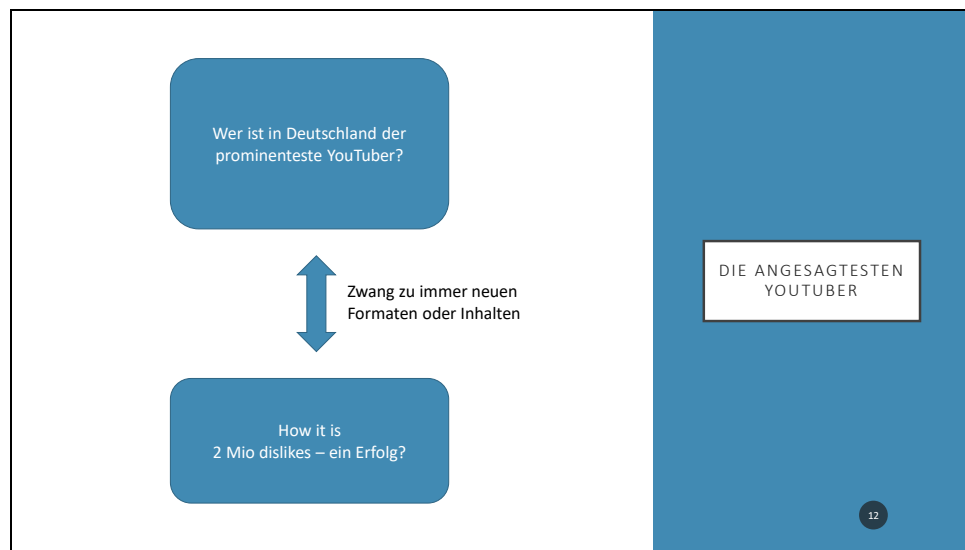 Wer ist in Deutschland der
prominenteste YouTuber?
Zwang zu immer neuen
Formaten oder Inhalten
How it is
2 Mio dislikes – ein Erfolg?
DIE ANGESAGTESTEN
YOUTUBER
12